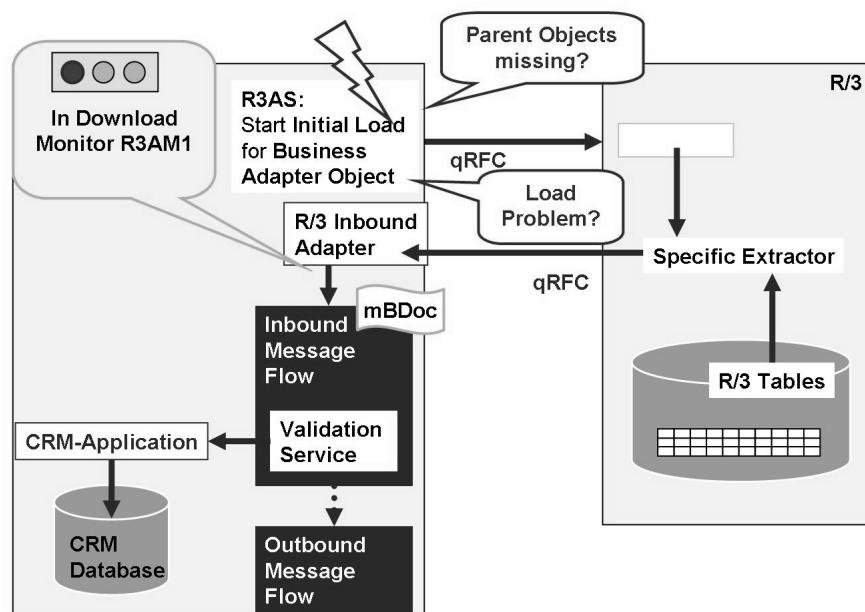 Parent Objects
missing?
R/3
In Download
Monitor R3AM1
R3AS:
Start Initial Load
for Business
Adapter Object
qRFC
Load
Problem?
R/3 Inbound
Adapter
Specific Extractor
qRFC
mBDoc
Inbound
Message
Flow
R/3 Tables
CRM-Application
Validation
Service
CRM
Database
Outbound
Message
Flow